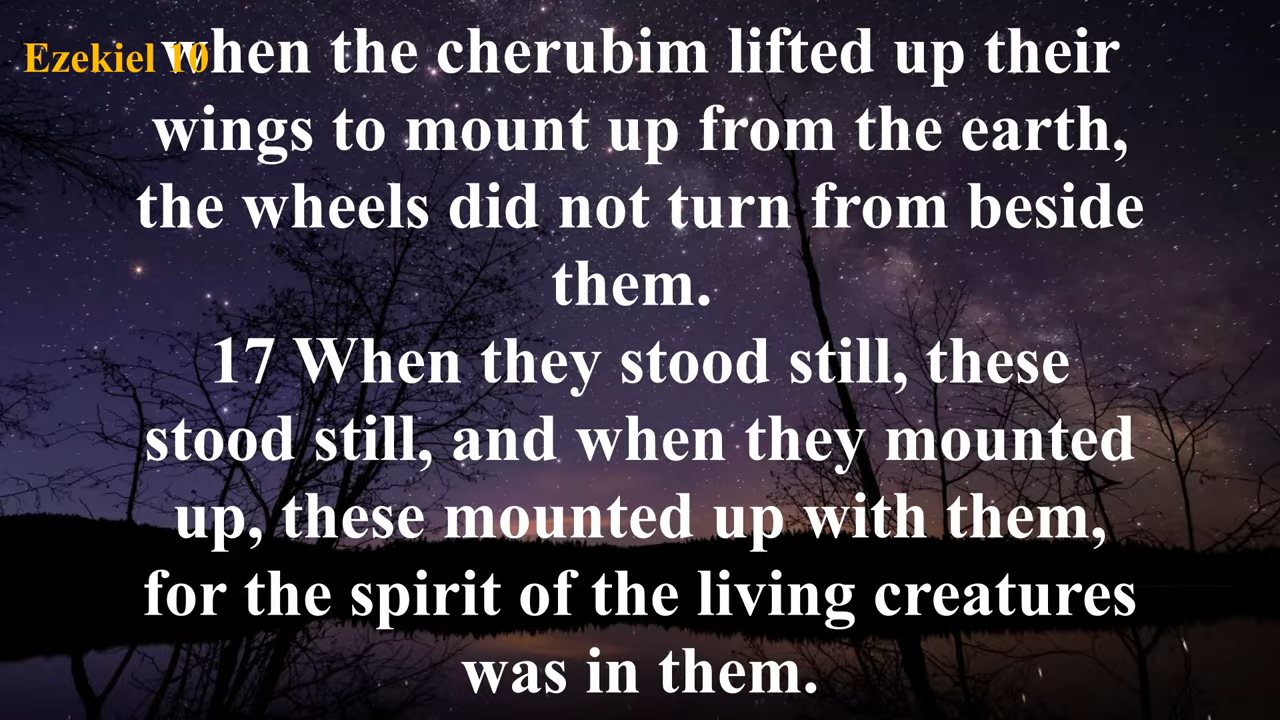 Ezekiel 10
when the cherubim lifted up their
wings to mount up from the earth,
the wheels did not turn from beside
them.
17 When they stood still, these
stood still, and when they mounted
up, these mounted up with them,
for the spirit of the living creatures
was in them.